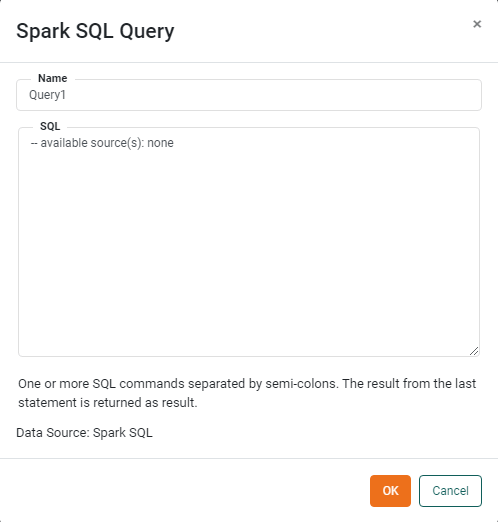 Spark SQL Query
×
Name
Query1
SQL
-- available source(s): none
One or more SQL commands separated by semi-colons. The result from the last
statement is returned as result.
Data Source: Spark SQL
OK
Cancel